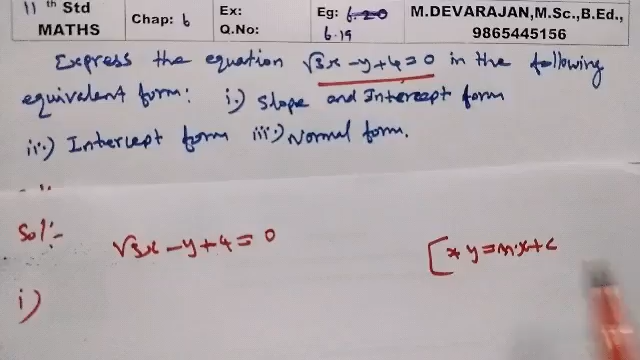 11 th Std
MATHS
Chap: 6
Ex:
Q.No:
Eg: 6.20
6.19
M.DEVARAJAN,M.Sc.,B.Ed.,
9865445156
Express the equation √3x -y+4=0 in the following
equivalent form: i.) Slope and Intercept form
ii.) Intercept form iii.) Normal form.
Sol:-
√3x -y+4=0
[* y=mx+c
i)